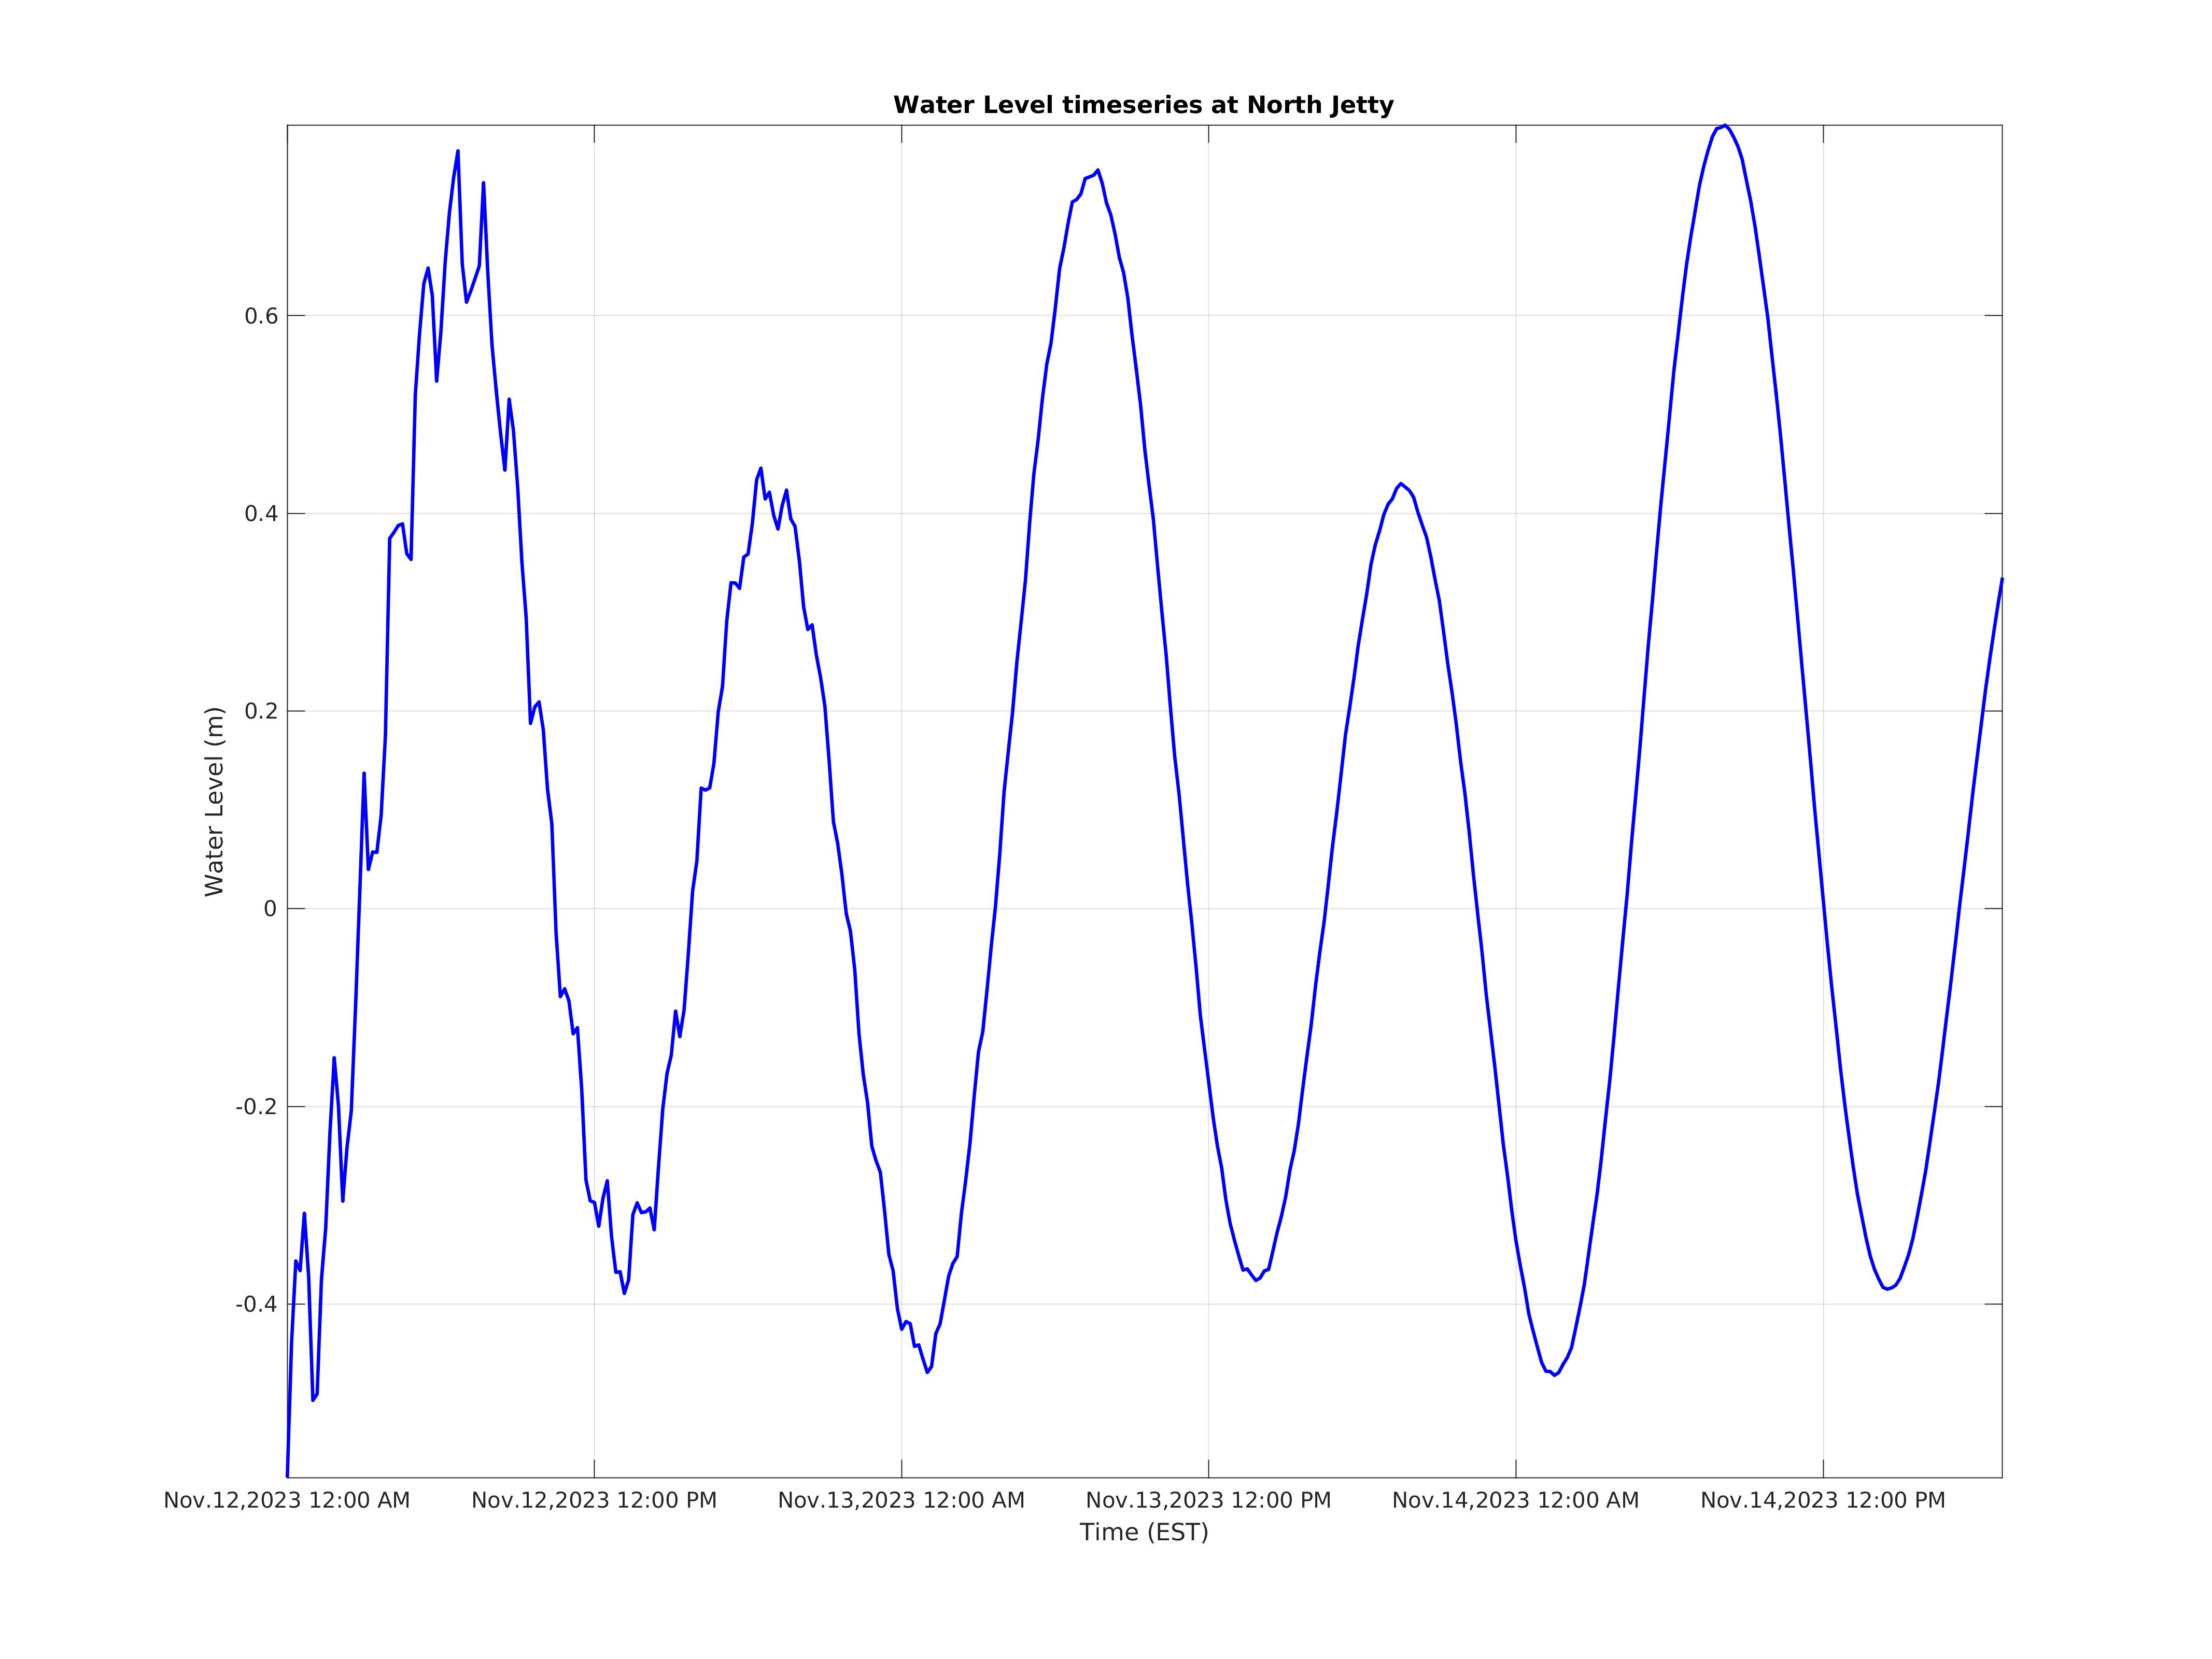 Water Level timeseries at North Jetty
Water Level (m)
0.6
0.4
0.2
0
-0.2
-0.4
Nov.12,2023 12:00 AM Nov.12,2023 12:00 PM Nov.13,2023 12:00 AM Nov.13,2023 12:00 PM Nov.14,2023 12:00 AM Nov.14,2023 12:00 PM
Time (EST)